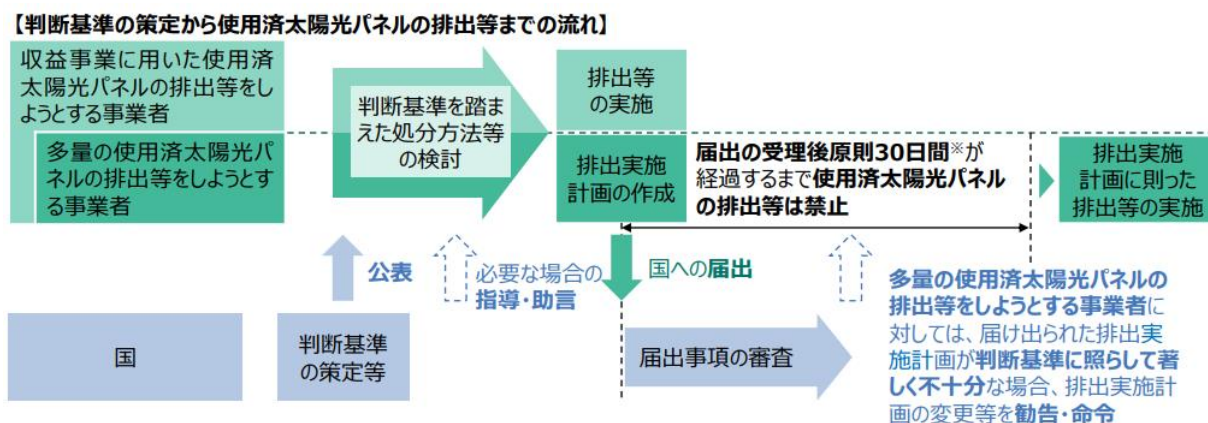 【判断基準の策定から使用済太陽光パネルの排出等までの流れ】
収益事業に用いた使用済
太陽光パネルの排出等をし
ようとする事業者
多量の使用済太陽光パ
ネルの排出等をしようとす
る事業者
判断基準を踏ま
えた処分方法等
の検討
排出等
の実施
排出実施
計画の作成
届出の受理後原則30日間※が
経過するまで使用済太陽光パネル
の排出等は禁止
排出実施
計画に則った
排出等の実施
公表
必要な場合の
指導・助言
国への届出
多量の使用済太陽光パネルの
排出等をしようとする事業者に
対しては、届け出られた排出実
施計画が判断基準に照らして著
しく不十分な場合、排出実施計
画の変更等を勧告・命令
国
判断基準
の策定等
届出事項の審査